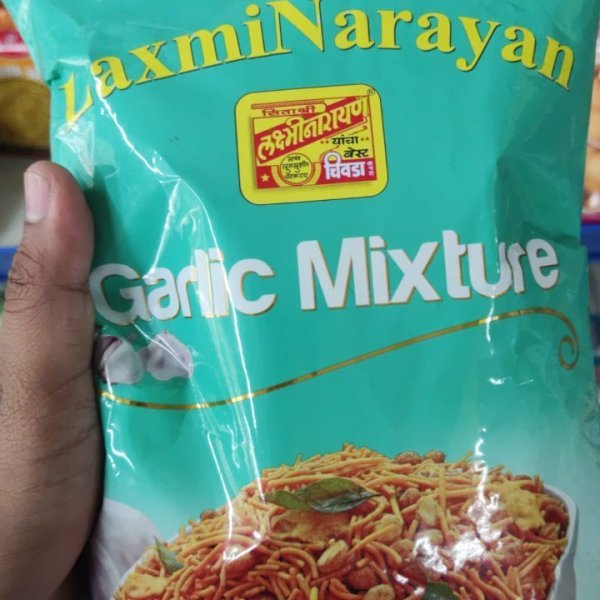 LaxmiNarayan
लक्ष्मीनारायण
यांचा
बेस्ट
चिवडा
Garlic Mixture